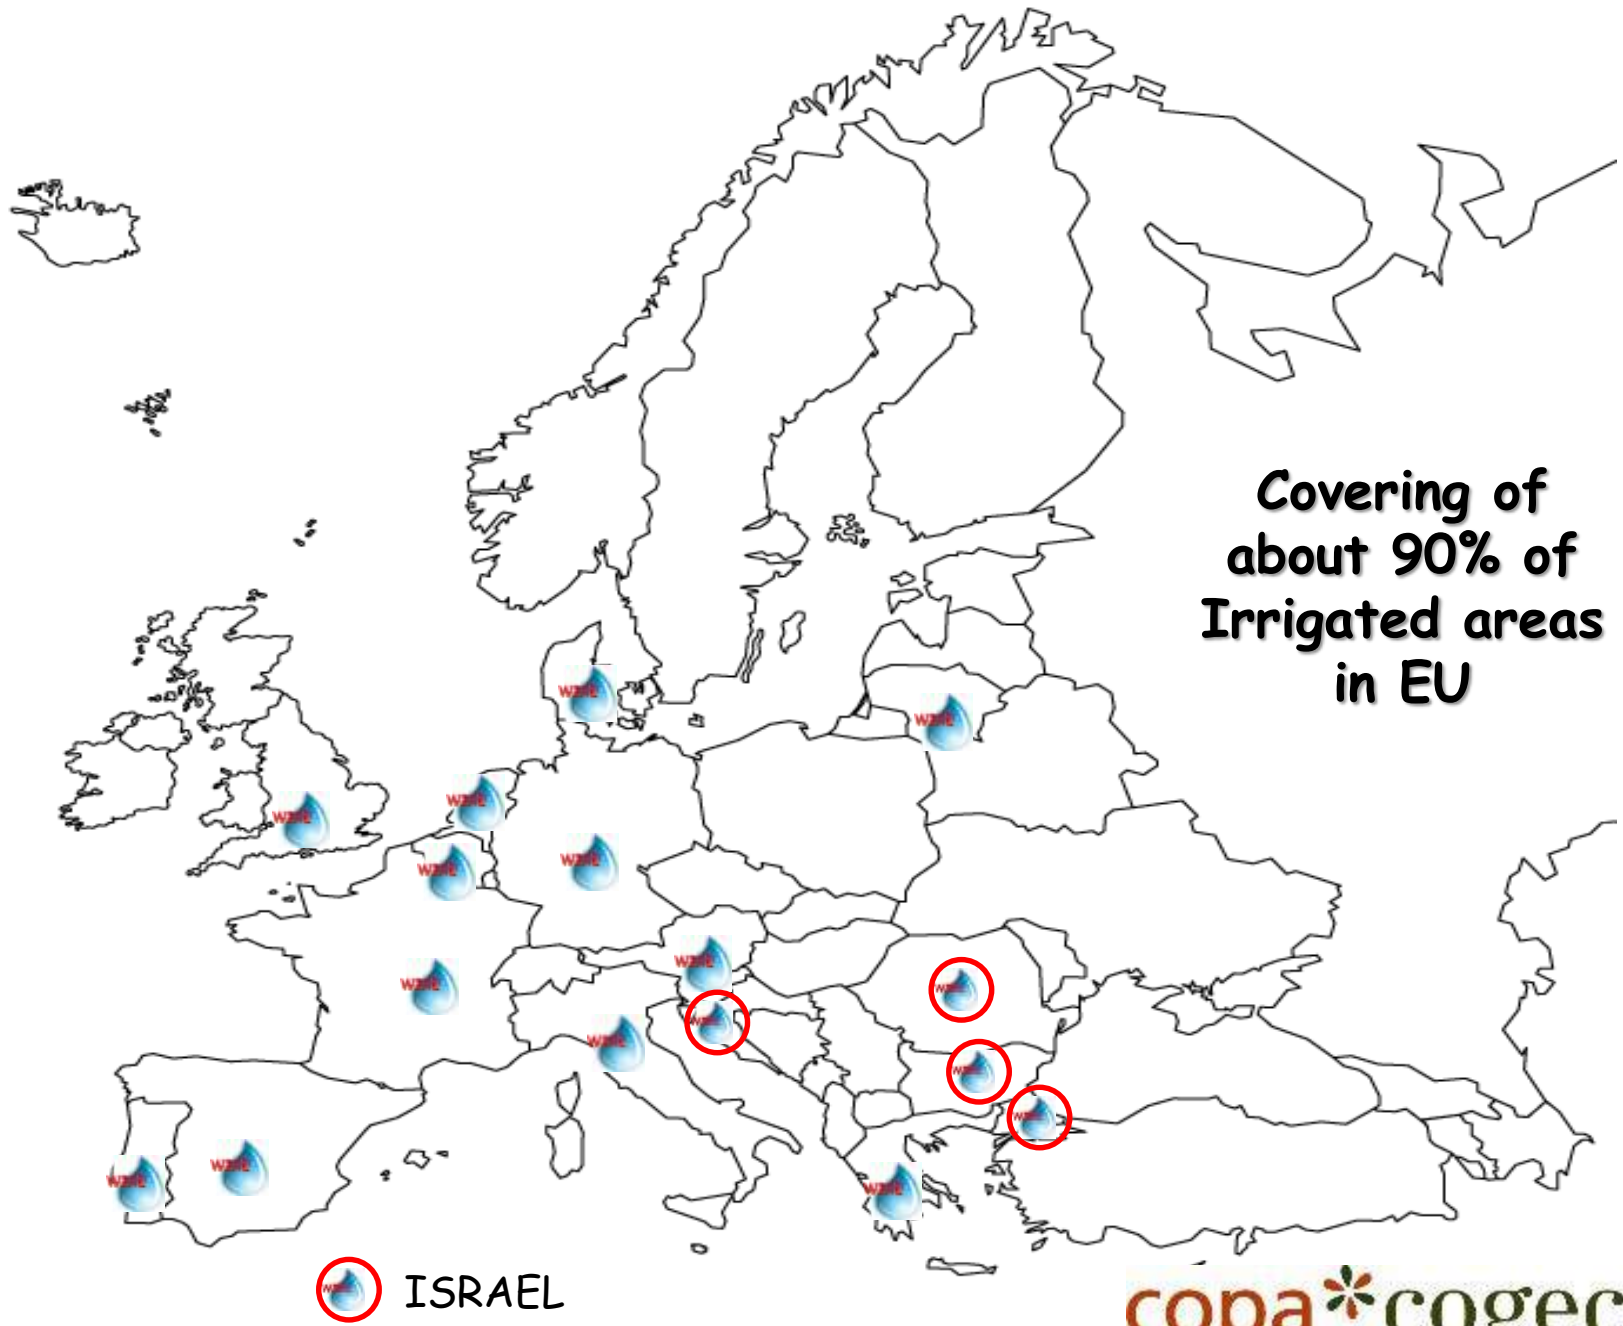 Covering of
about 90% of
Irrigated areas
in EU
ISRAEL
copa*cogec